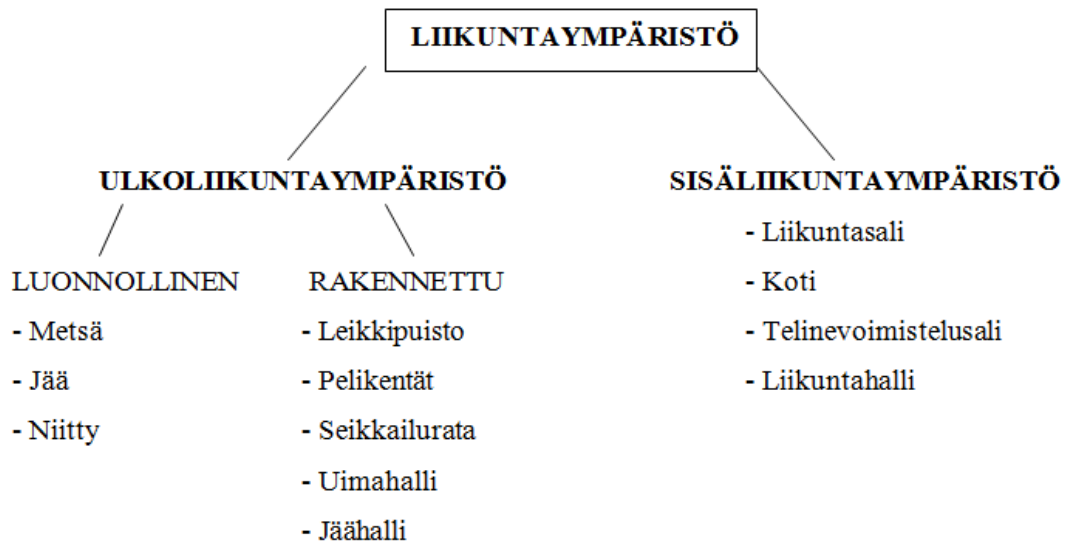 LIIKUNTAYMPÄRISTÖ
ULKOLIIKUNTAYMPÄRISTÖ
LUONNOLLINEN
- Metsä
- Jää
- Niitty
RAKENNETTU
- Leikkipuisto
- Pelikentät
- Seikkailurata
- Uimahalli
- Jäähalli
SISÄLIIKUNTAYMPÄRISTÖ
- Liikuntasali
- Koti
- Telinevoimistelusali
- Liikuntahalli